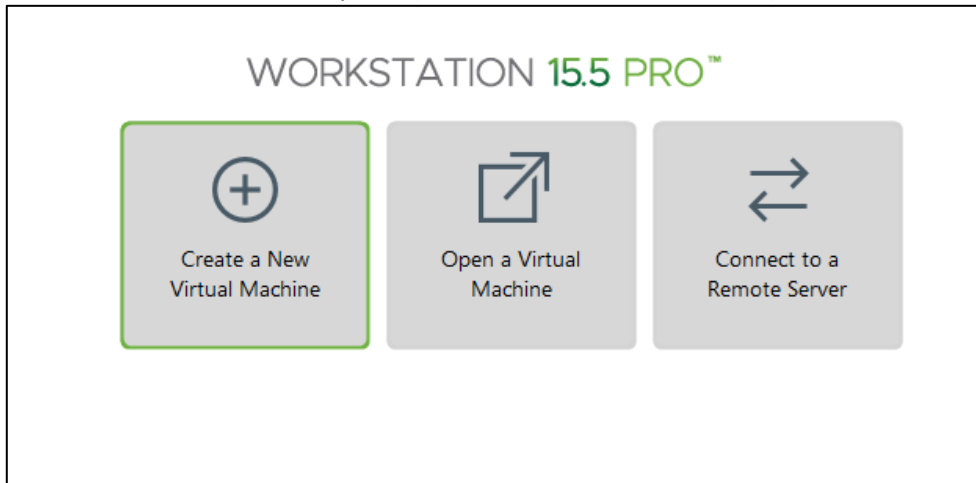 WORKSTATION 15.5 PRO™
Create a New
Virtual Machine
Open a Virtual
Machine
Connect to a
Remote Server